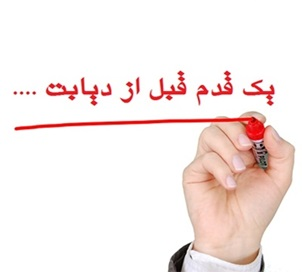 یک قدم قبل از دیابت ....